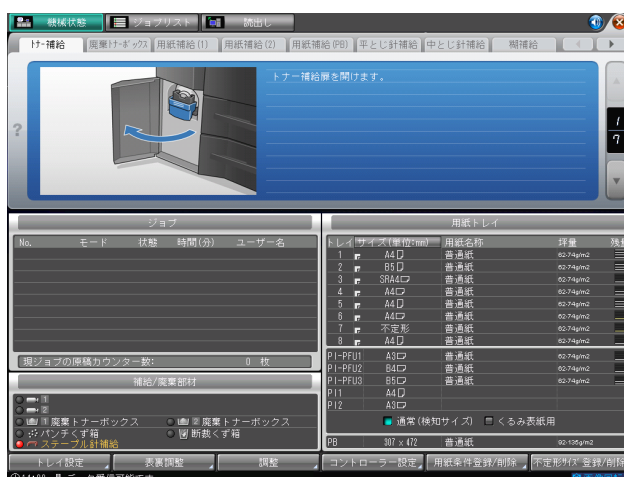 機械状態 ジョブリスト 読出し
ﾄﾅｰ補給 廃棄ﾄﾅｰﾎﾞｯｸｽ 用紙補給(1) 用紙補給(2) 用紙補給(PB) 平とじ針補給 中とじ針補給 糊補給
トナー補給扉を開けます。
?
1
7
ジョブ
No. モード 状態 時間(分) ユーザー名
現ジョブの原稿カウンター数: 0 枚
補給/廃棄部材
1
2
1 廃棄トナーボックス 2 廃棄トナーボックス
パンチくず箱 断裁くず箱
ステープル針補給
用紙トレイ
トレイ サイズ(単位:mm) 用紙名称 坪量
1 A4 普通紙 62-74g/m2
2 B5 普通紙 62-74g/m2
3 SRA4 普通紙 62-74g/m2
4 A4 普通紙 62-74g/m2
5 A4 普通紙 62-74g/m2
6 A4 普通紙 62-74g/m2
7 不定形 普通紙 62-74g/m2
8 A4 普通紙 62-74g/m2
PI-PFU1 A3 普通紙 62-74g/m2
PI-PFU2 B4 普通紙 62-74g/m2
PI-PFU3 B5 普通紙 62-74g/m2
PI1 A4
PI2 A3
通常(検知サイズ) くるみ表紙用
PB 307 x 472 普通紙 92-135g/m2
トレイ設定 表裏調整 調整 コントローラー設定 用紙条件登録/削除 不定形ｻｲｽﾞ登録/削除